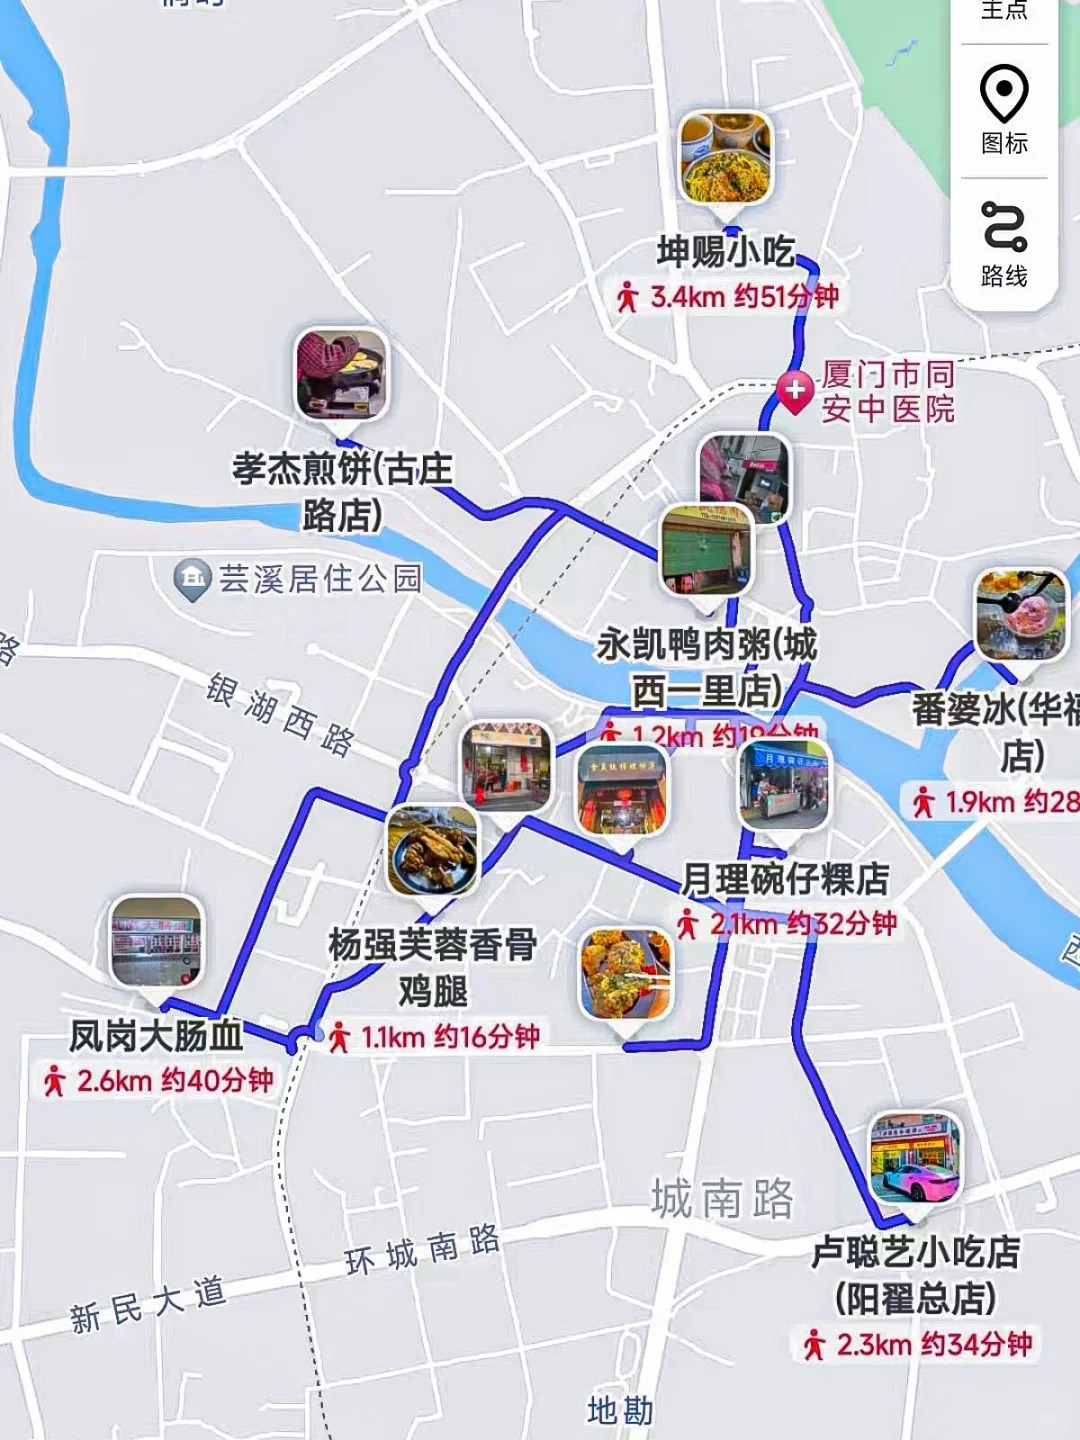 主点
图标
路线
坤赐小吃
3.4km 约51分钟
厦门市同
安中医院
孝杰煎饼(古庄
路店)
芸溪居住公园
路
银湖西路
永凯鸭肉粥(城
西一里店)
1.2km 约19分钟
番婆冰(华福
店)
1.9km 约28
月理碗仔粿店
2.1km 约32分钟
杨强芙蓉香骨
鸡腿
1.1km 约16分钟
凤岗大肠血
2.6km 约40分钟
西
城南路
环城南路
新民大道
卢聪艺小吃店
(阳翟总店)
2.3km 约34分钟
地勘